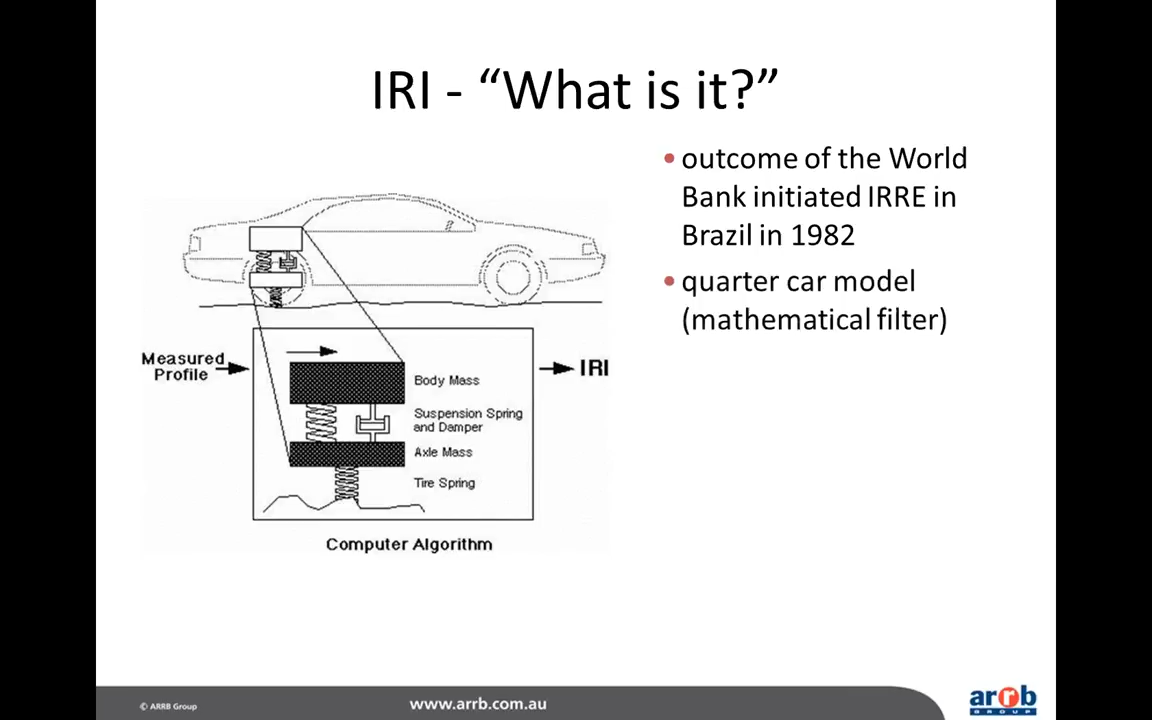 IRI - “What is it?”
• outcome of the World
Bank initiated IRRE in
Brazil in 1982
• quarter car model
(mathematical filter)
Measured
Profile
IRI
Body Mass
Suspension Spring
and Damper
Axle Mass
Tire Spring
Computer Algorithm
© ARRB Group
www.arrb.com.au
arrb
GROUP